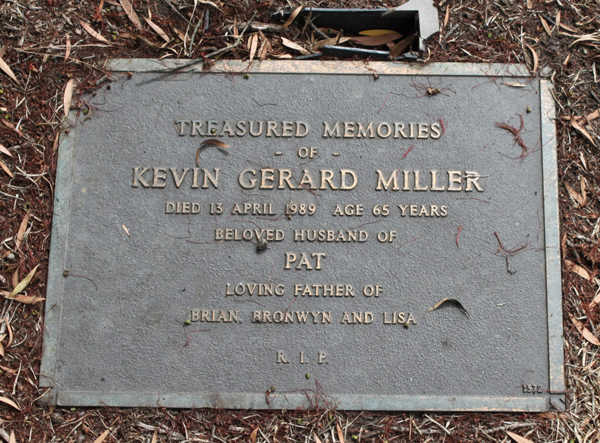 TREASURED MEMORIES
- OF -
KEVIN GERARD MILLER
DIED 13 APRIL 1989 AGE 65 YEARS
BELOVED HUSBAND OF
PAT
LOVING FATHER OF
BRIAN, BRONWYN AND LISA
R. I. P.
1372